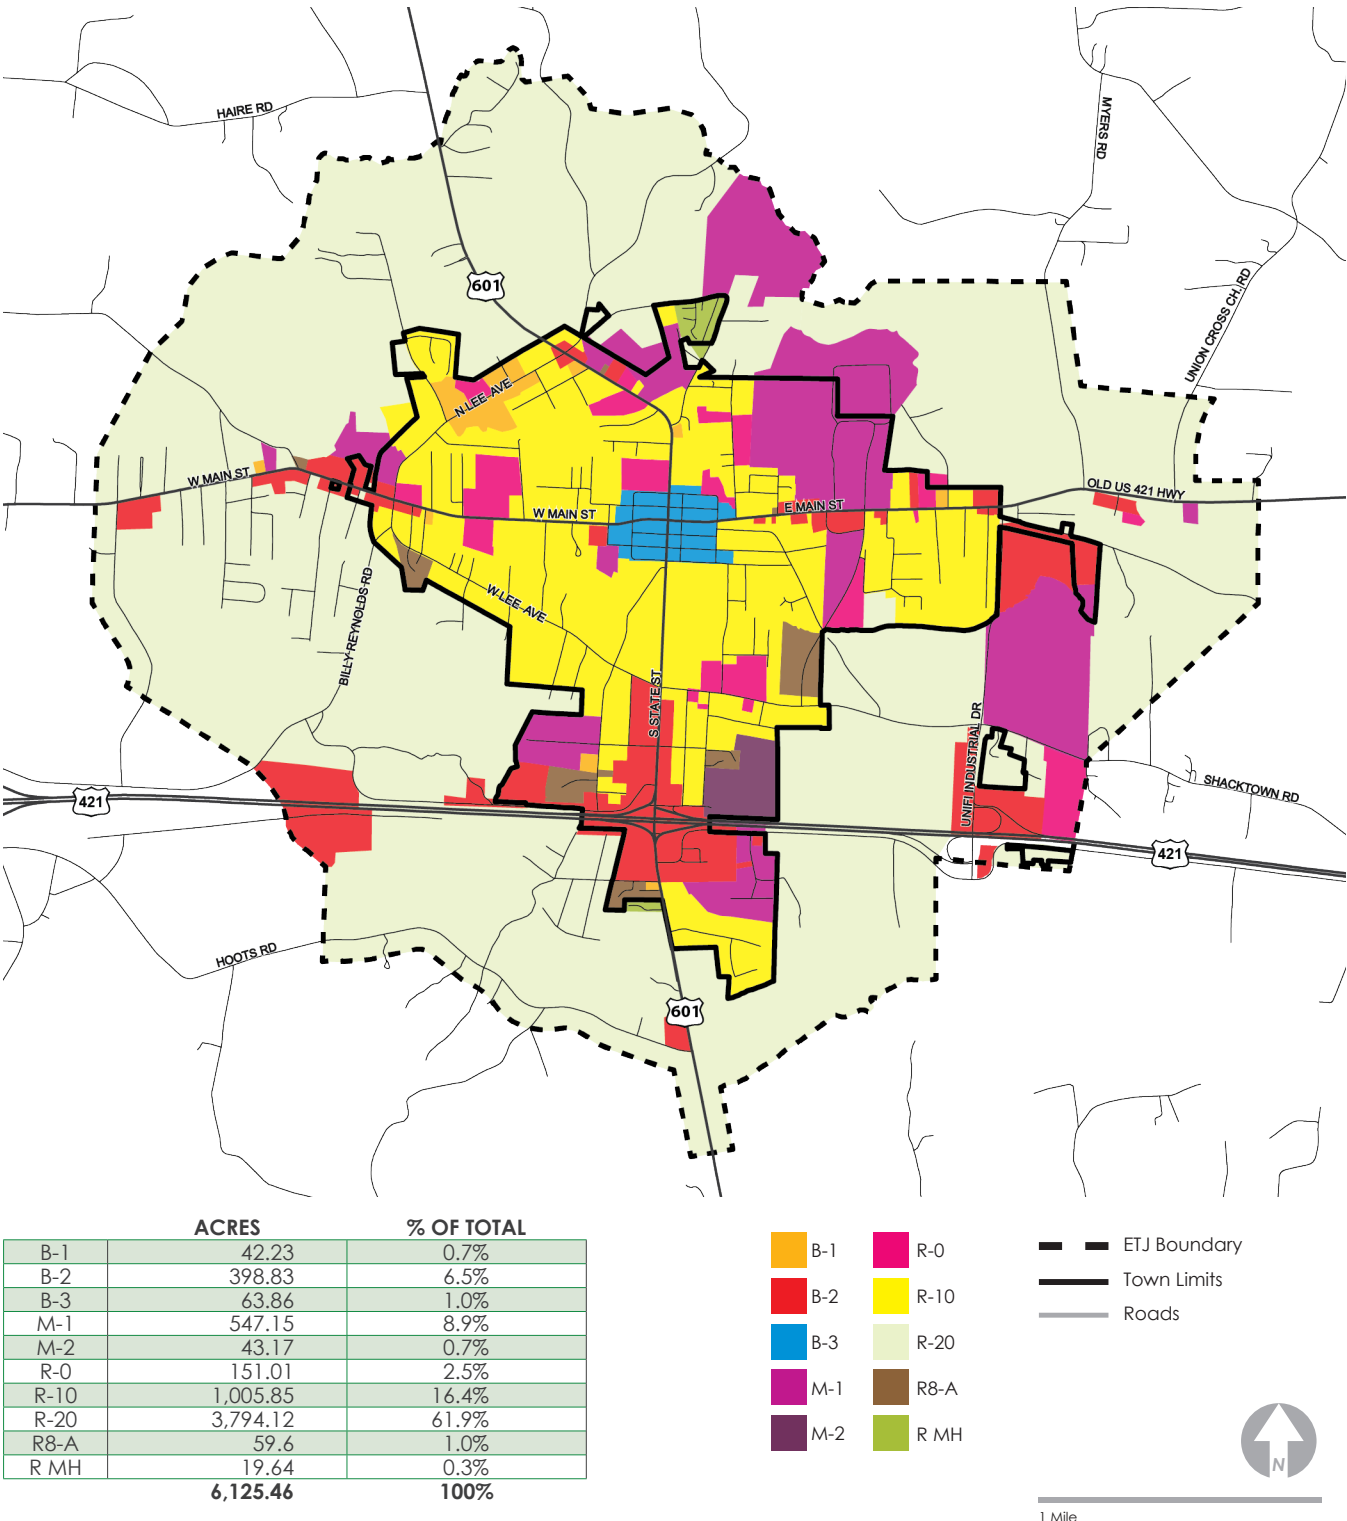 HAIRE RD
MYERS RD
601
UNION CROSS CH. RD
N LEE AVE
W MAIN ST
OLD US 421 HWY
W MAIN ST
E MAIN ST
BILLY REYNOLDS RD
W LEE AVE
S STATE ST
UNIFI INDUSTRIAL DR
SHACKTOWN RD
421
421
HOOTS RD
601
ACRES % OF TOTAL
B-1 42.23 0.7%
B-2 398.83 6.5%
B-3 63.86 1.0%
M-1 547.15 8.9%
M-2 43.17 0.7%
R-0 151.01 2.5%
R-10 1,005.85 16.4%
R-20 3,794.12 61.9%
R8-A 59.6 1.0%
R MH 19.64 0.3%
6,125.46 100%
B-1
B-2
B-3
M-1
M-2
R-0
R-10
R-20
R8-A
R MH
ETJ Boundary
Town Limits
Roads
N
1 Mile